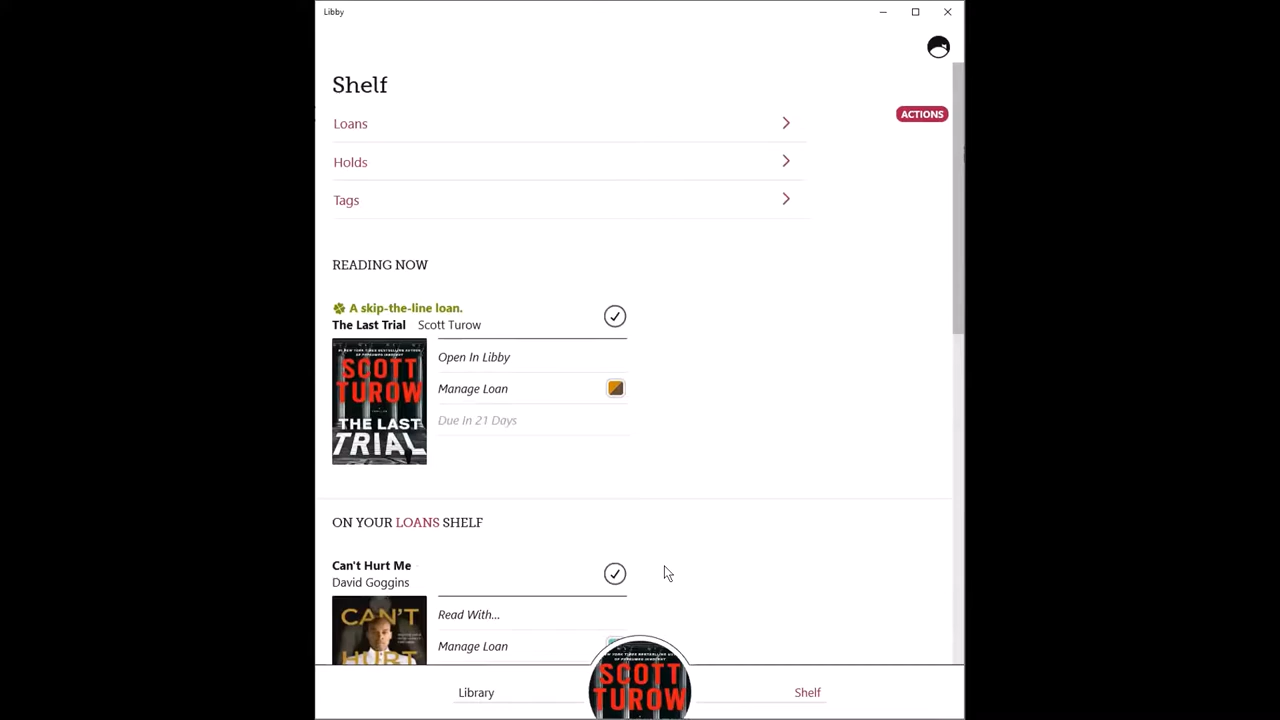 Libby
Shelf
ACTIONS
Loans
Holds
Tags
READING NOW
A skip-the-line loan.
The Last Trial Scott Turow
Open In Libby
Manage Loan
Due In 21 Days
SCOTT
TUROW
THE LAST
TRIAL
ON YOUR LOANS SHELF
Can't Hurt Me
David Goggins
Read With...
Manage Loan
CAN'T
HURT
SCOTT
TUROW
Library
Shelf